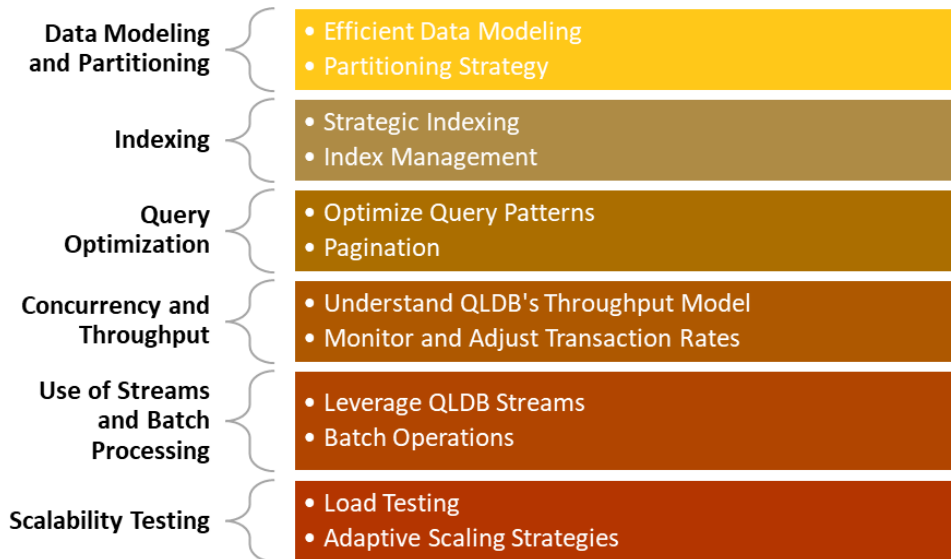 Data Modeling
and Partitioning
• Efficient Data Modeling
• Partitioning Strategy
Indexing
• Strategic Indexing
• Index Management
Query
Optimization
• Optimize Query Patterns
• Pagination
Concurrency and
Throughput
• Understand QLDB's Throughput Model
• Monitor and Adjust Transaction Rates
Use of Streams
and Batch
Processing
• Leverage QLDB Streams
• Batch Operations
Scalability Testing
• Load Testing
• Adaptive Scaling Strategies